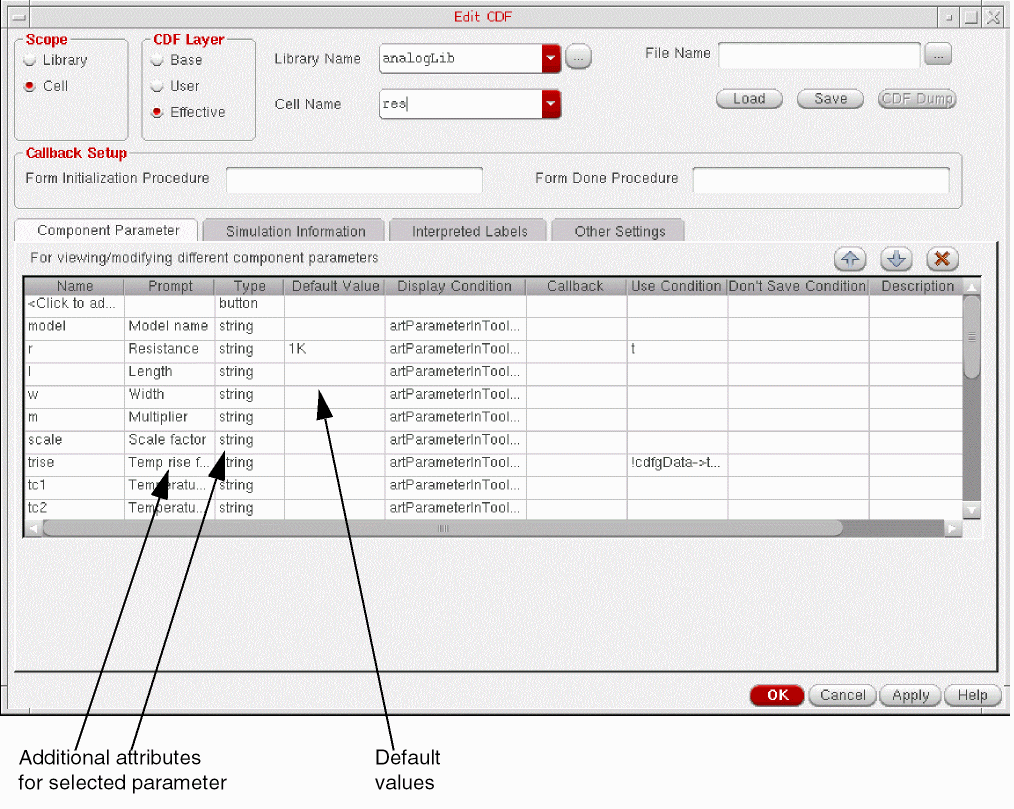 Edit CDF
Scope
Library
Cell
CDF Layer
Base
User
Effective
Library Name analogLib ...
Cell Name res
File Name ...
Load Save CDF Dump
Callback Setup
Form Initialization Procedure Form Done Procedure
Component Parameter Simulation Information Interpreted Labels Other Settings
For viewing/modifying different component parameters
Name Prompt Type Default Value Display Condition Callback Use Condition Don't Save Condition Description
<Click to ad... button
model Model name string artParameterInTool...
r Resistance string 1K artParameterInTool... t
l Length string artParameterInTool...
w Width string artParameterInTool...
m Multiplier string artParameterInTool...
scale Scale factor string artParameterInTool...
trise Temp rise f... string artParameterInTool... !cdfgData->t...
tc1 Temperatu... string artParameterInTool...
tc2 Temperatu... string artParameterInTool...
OK Cancel Apply Help
Additional attributes
for selected parameter
Default
values